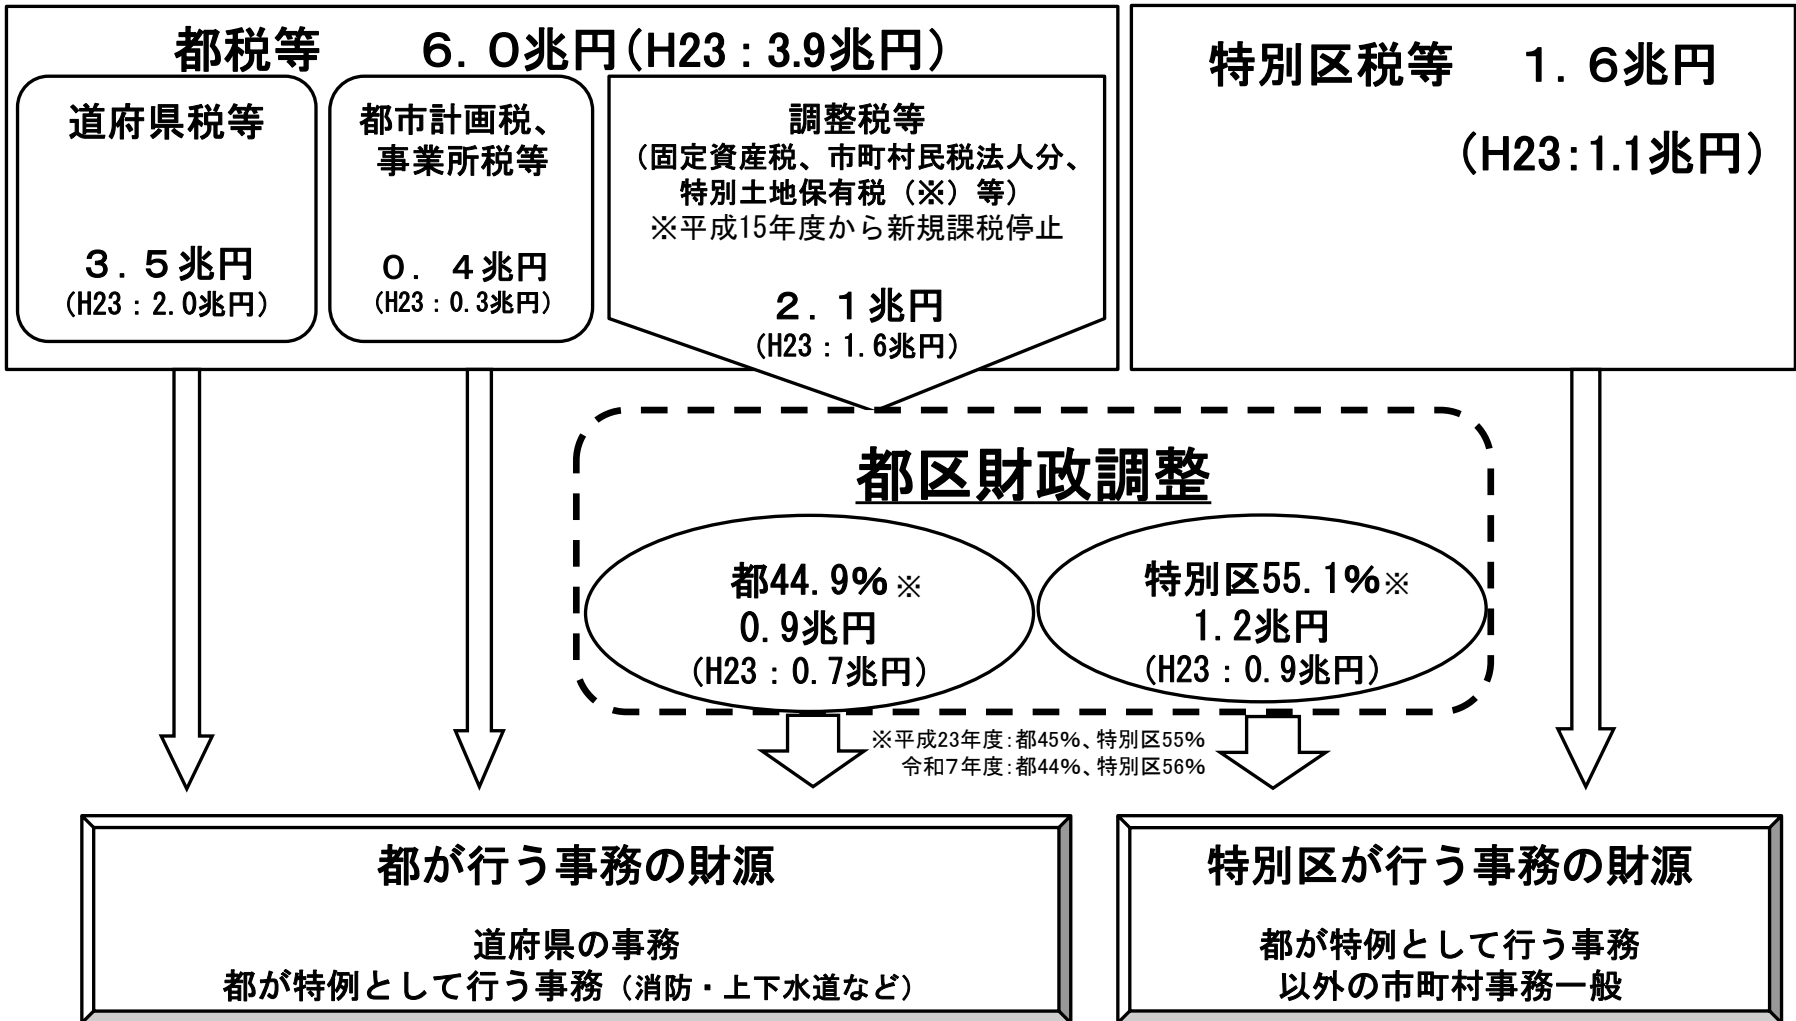 都税等　６．０兆円（H23：3.9兆円）
道府県税等
３．５兆円
（H23：2.0兆円）
都市計画税、
事業所税等
０．４兆円
（H23：0.3兆円）
調整税等
（固定資産税、市町村民税法人分、
特別土地保有税（※）等）
※平成15年度から新規課税停止
２．１兆円
（H23：1.6兆円）
特別区税等　１．６兆円
（H23：1.1兆円）
都区財政調整
都44.9%※
0.9兆円
（H23：0.7兆円）
特別区55.1%※
1.2兆円
（H23：0.9兆円）
※平成23年度：都45%、特別区55%
令和７年度：都44%、特別区56%
都が行う事務の財源
道府県の事務
都が特例として行う事務（消防・上下水道など）
特別区が行う事務の財源
都が特例として行う事務
以外の市町村事務一般